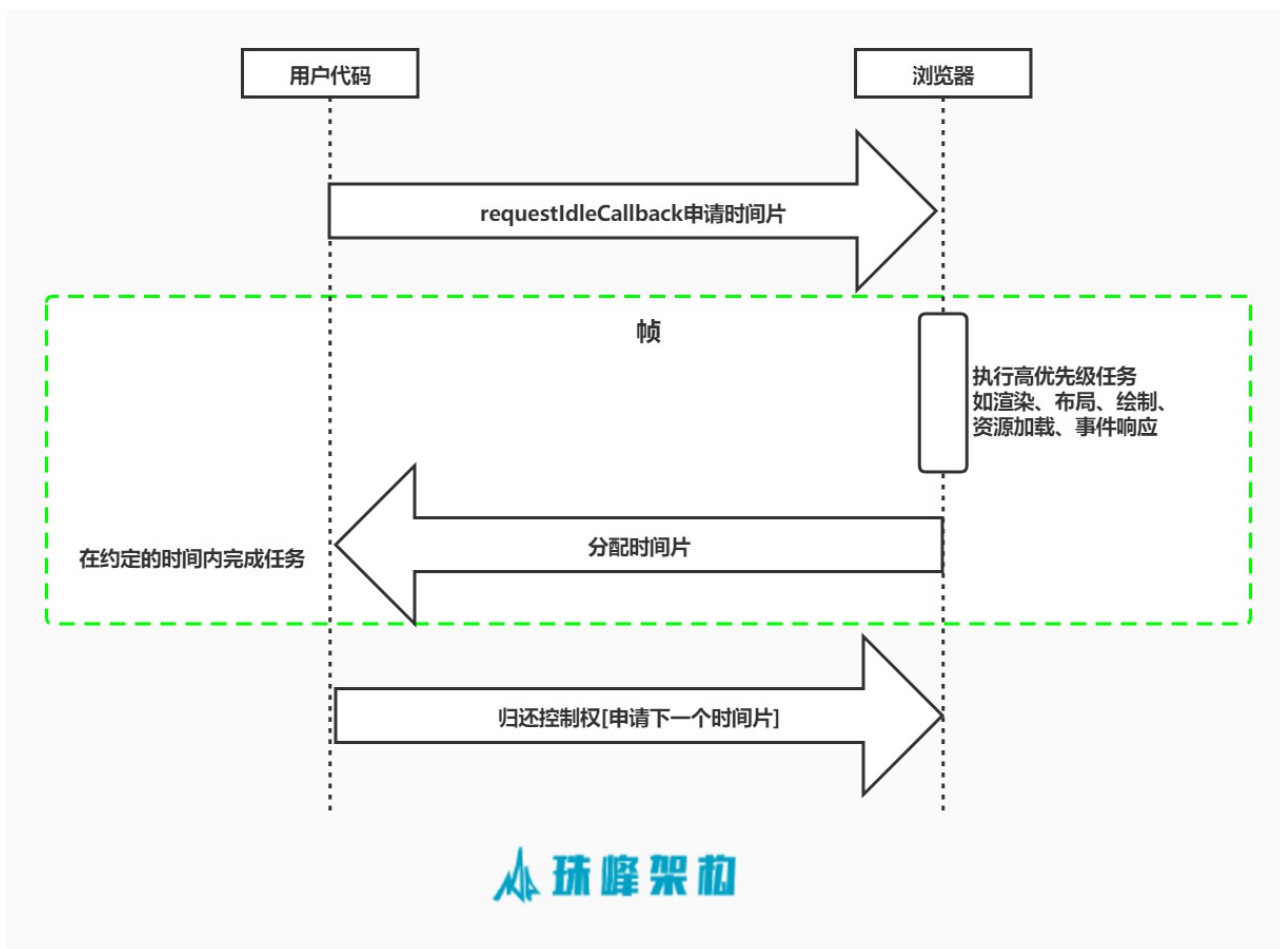 用户代码
浏览器
requestIdleCallback申请时间片
帧
执行高优先级任务
如渲染、布局、绘制、
资源加载、事件响应
分配时间片
在约定的时间内完成任务
归还控制权[申请下一个时间片]
珠峰架构